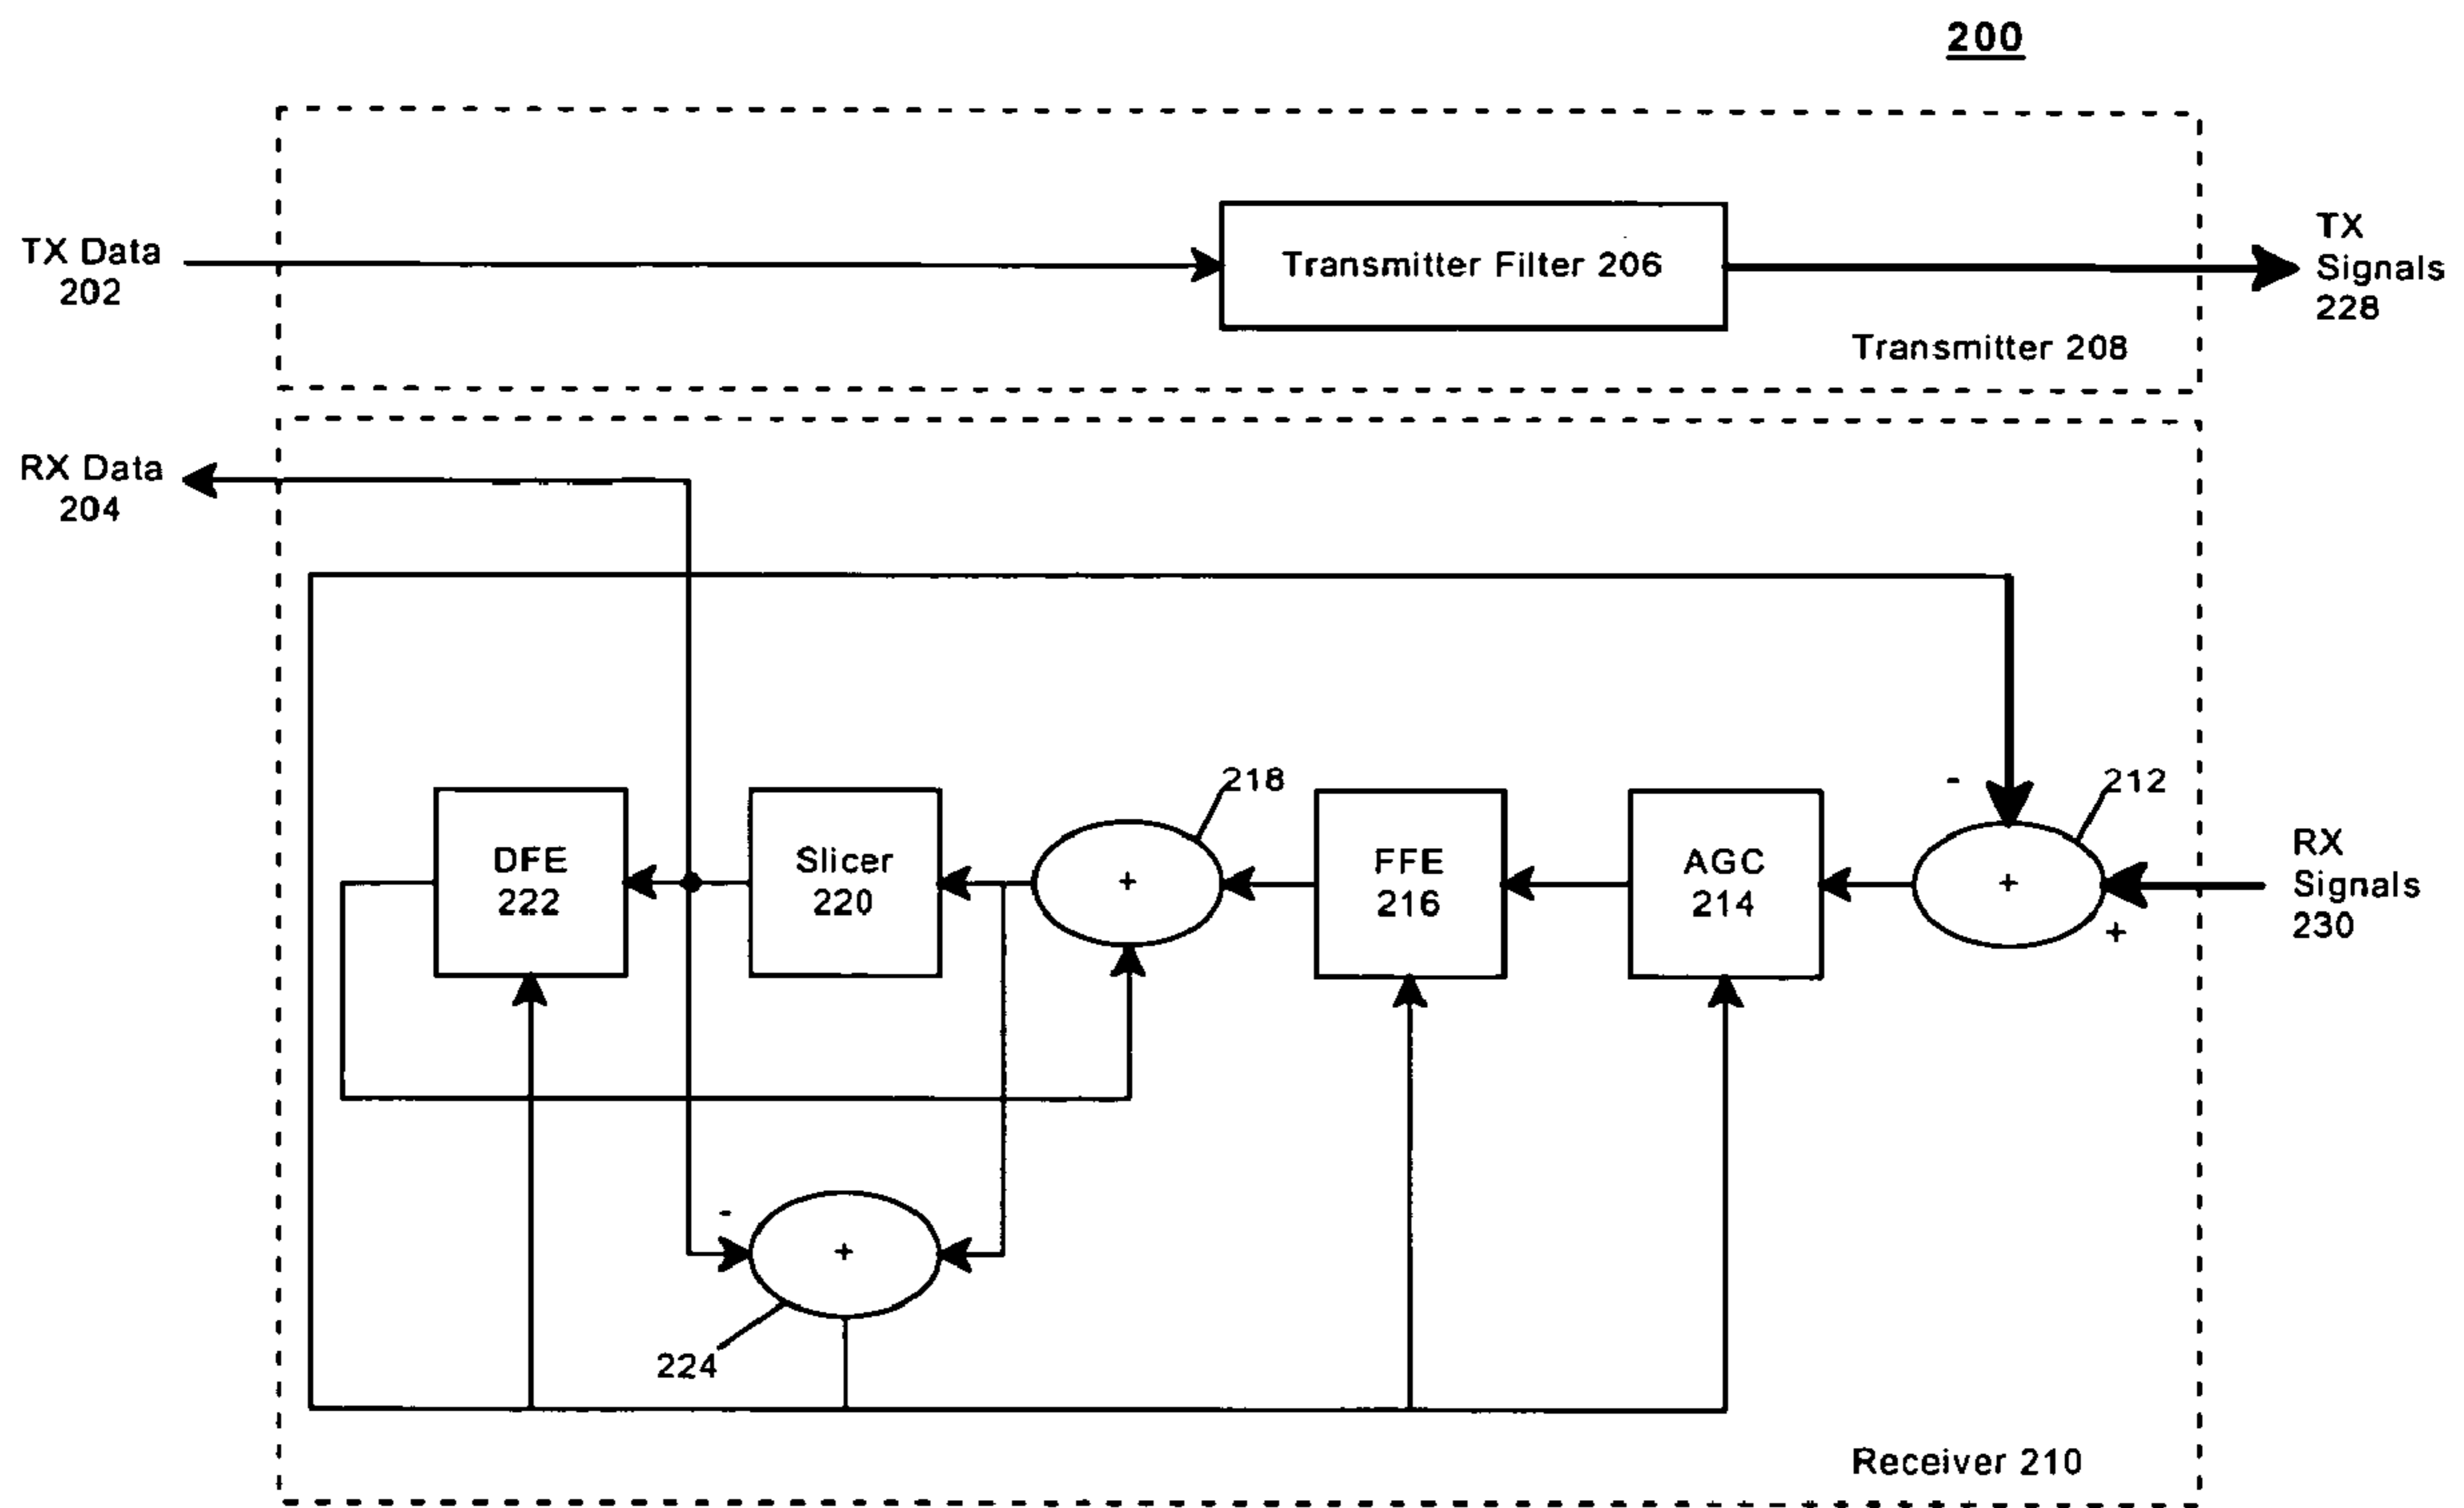 200
TX Data
202
Transmitter Filter 206
TX
Signals
228
Transmitter 208
RX Data
204
218
-
212
DFE
222
Slicer
220
+
FFE
216
AGC
214
+
RX
Signals
230
+
-
+
224
Receiver 210